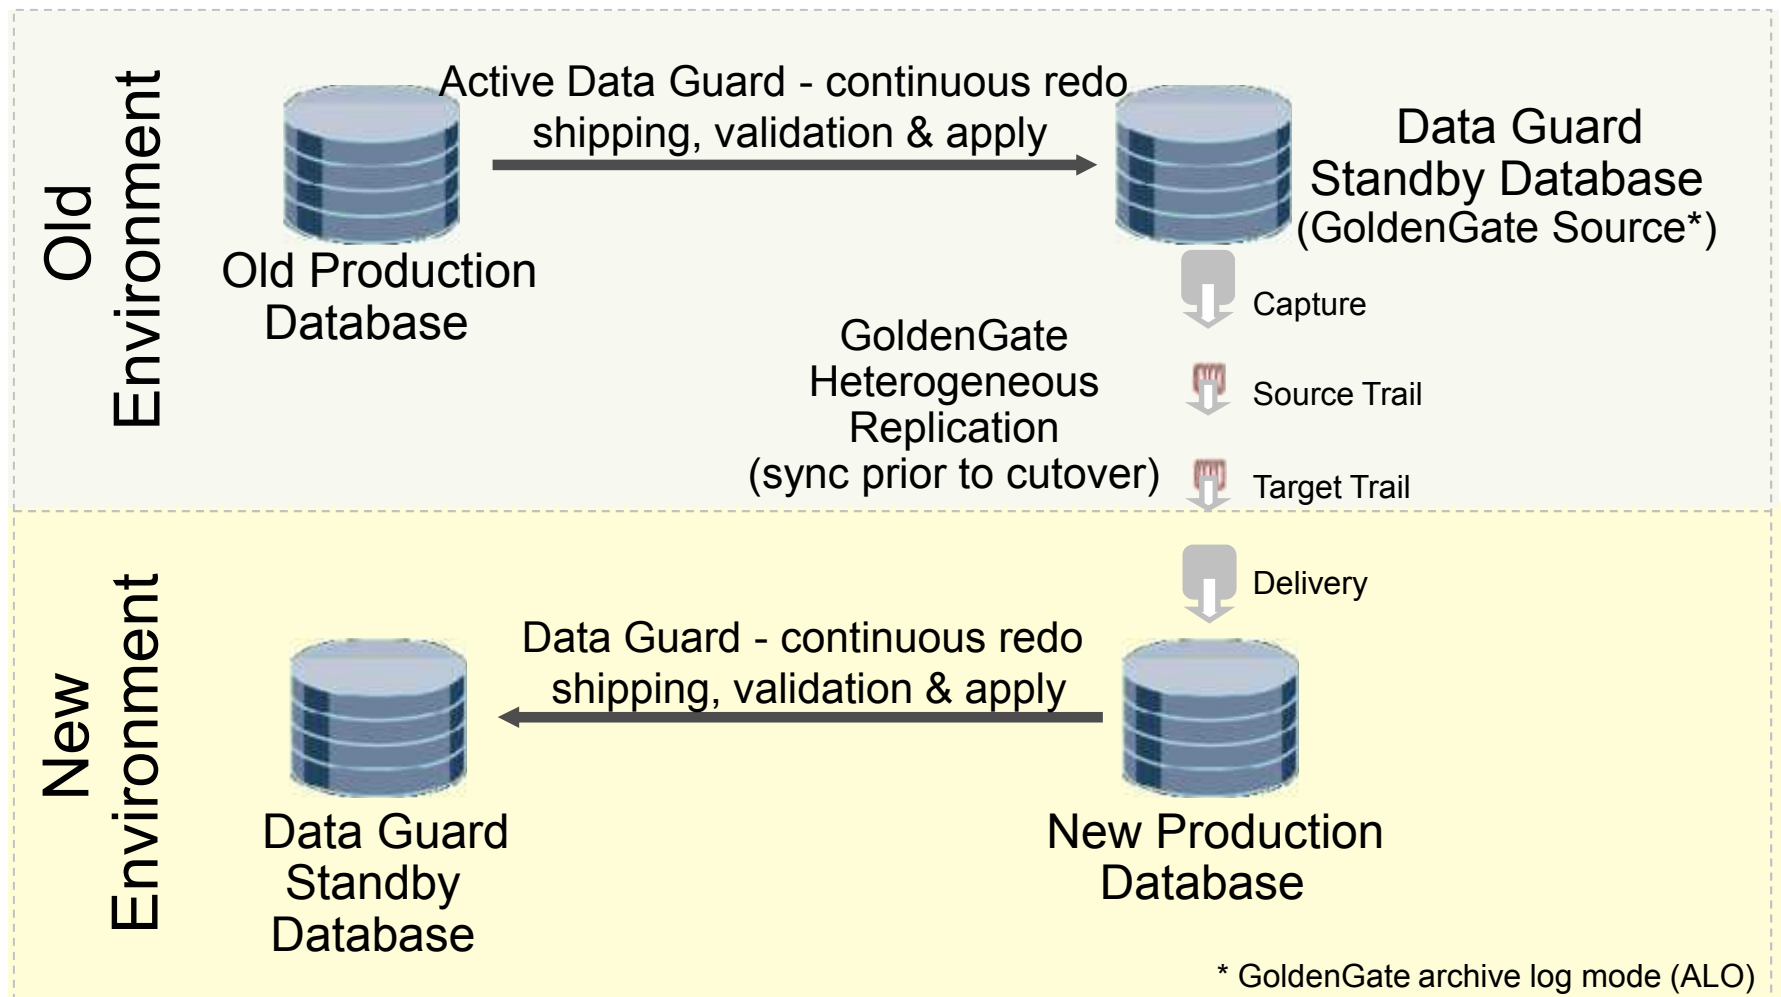 Old
Environment
Active Data Guard - continuous redo
shipping, validation & apply
Old Production
Database
Data Guard
Standby Database
(GoldenGate Source*)
Capture
GoldenGate
Heterogeneous
Replication
(sync prior to cutover)
Source Trail
Target Trail
New
Environment
Delivery
Data Guard - continuous redo
shipping, validation & apply
Data Guard
Standby
Database
New Production
Database
* GoldenGate archive log mode (ALO)